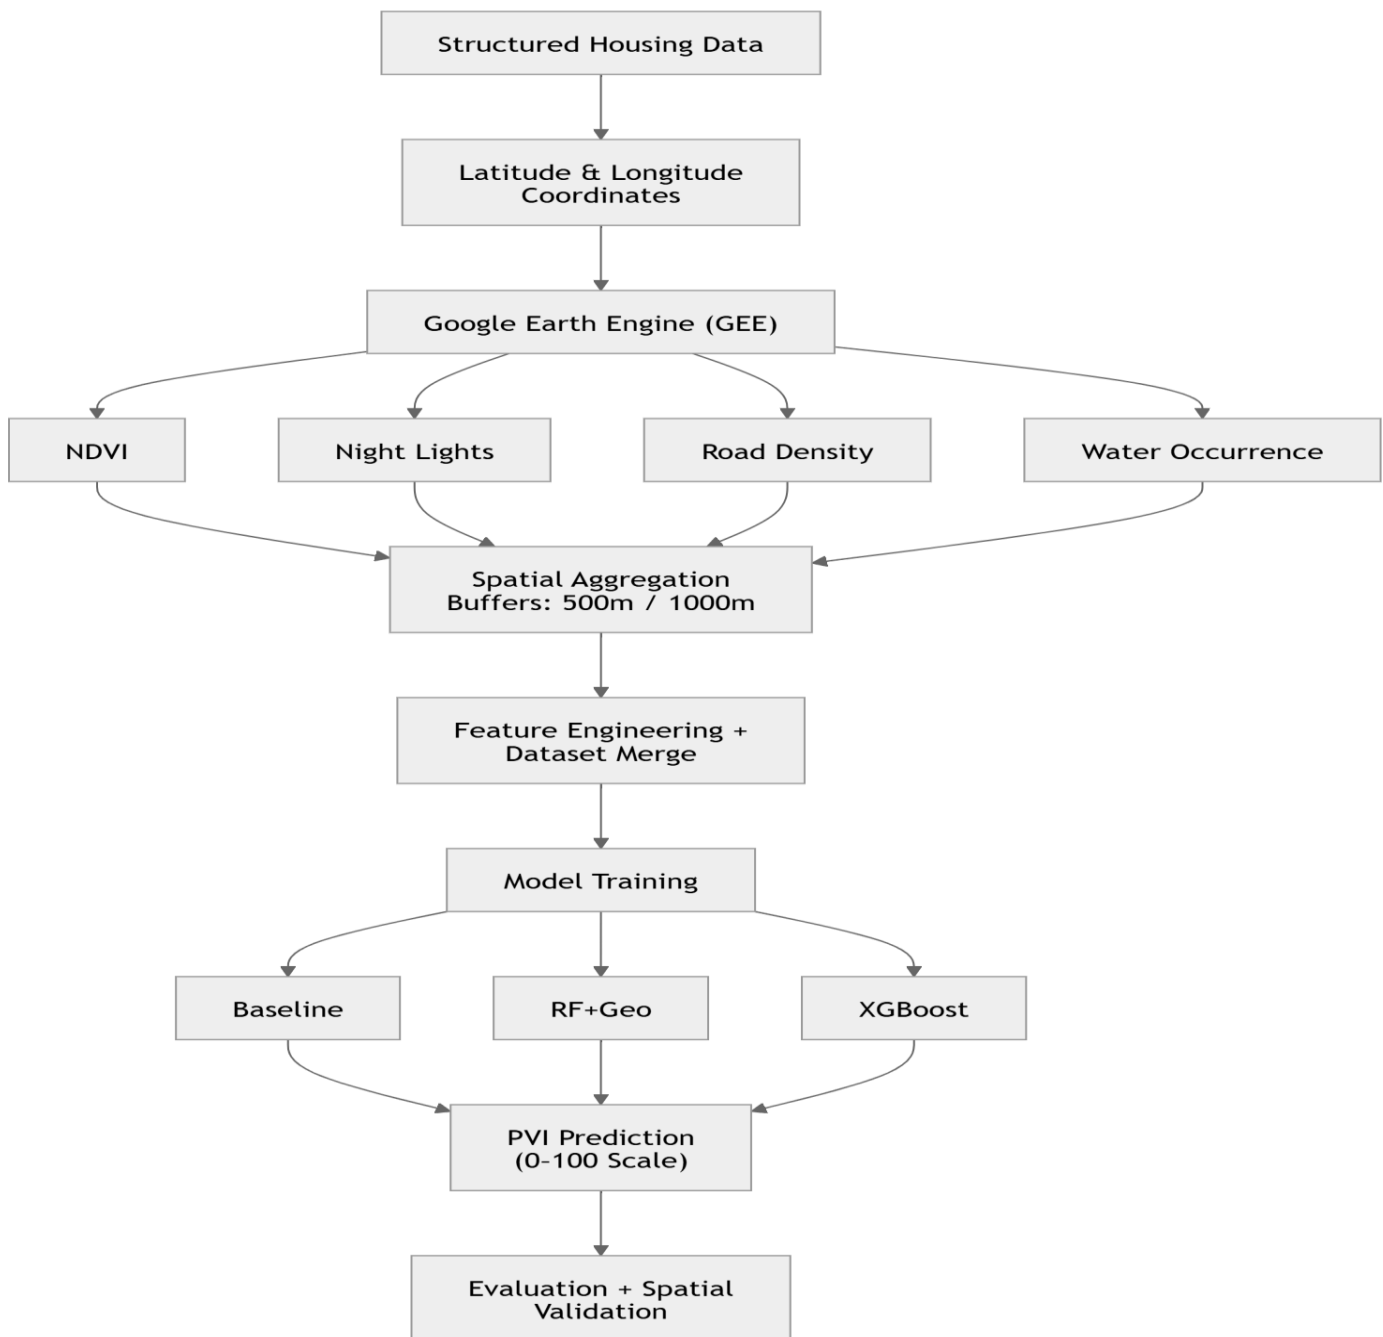 Structured Housing Data
Latitude & Longitude
Coordinates
Google Earth Engine (GEE)
NDVI
Night Lights
Road Density
Water Occurrence
Spatial Aggregation
Buffers: 500m / 1000m
Feature Engineering +
Dataset Merge
Model Training
Baseline
RF+Geo
XGBoost
PVI Prediction
(0-100 Scale)
Evaluation + Spatial
Validation